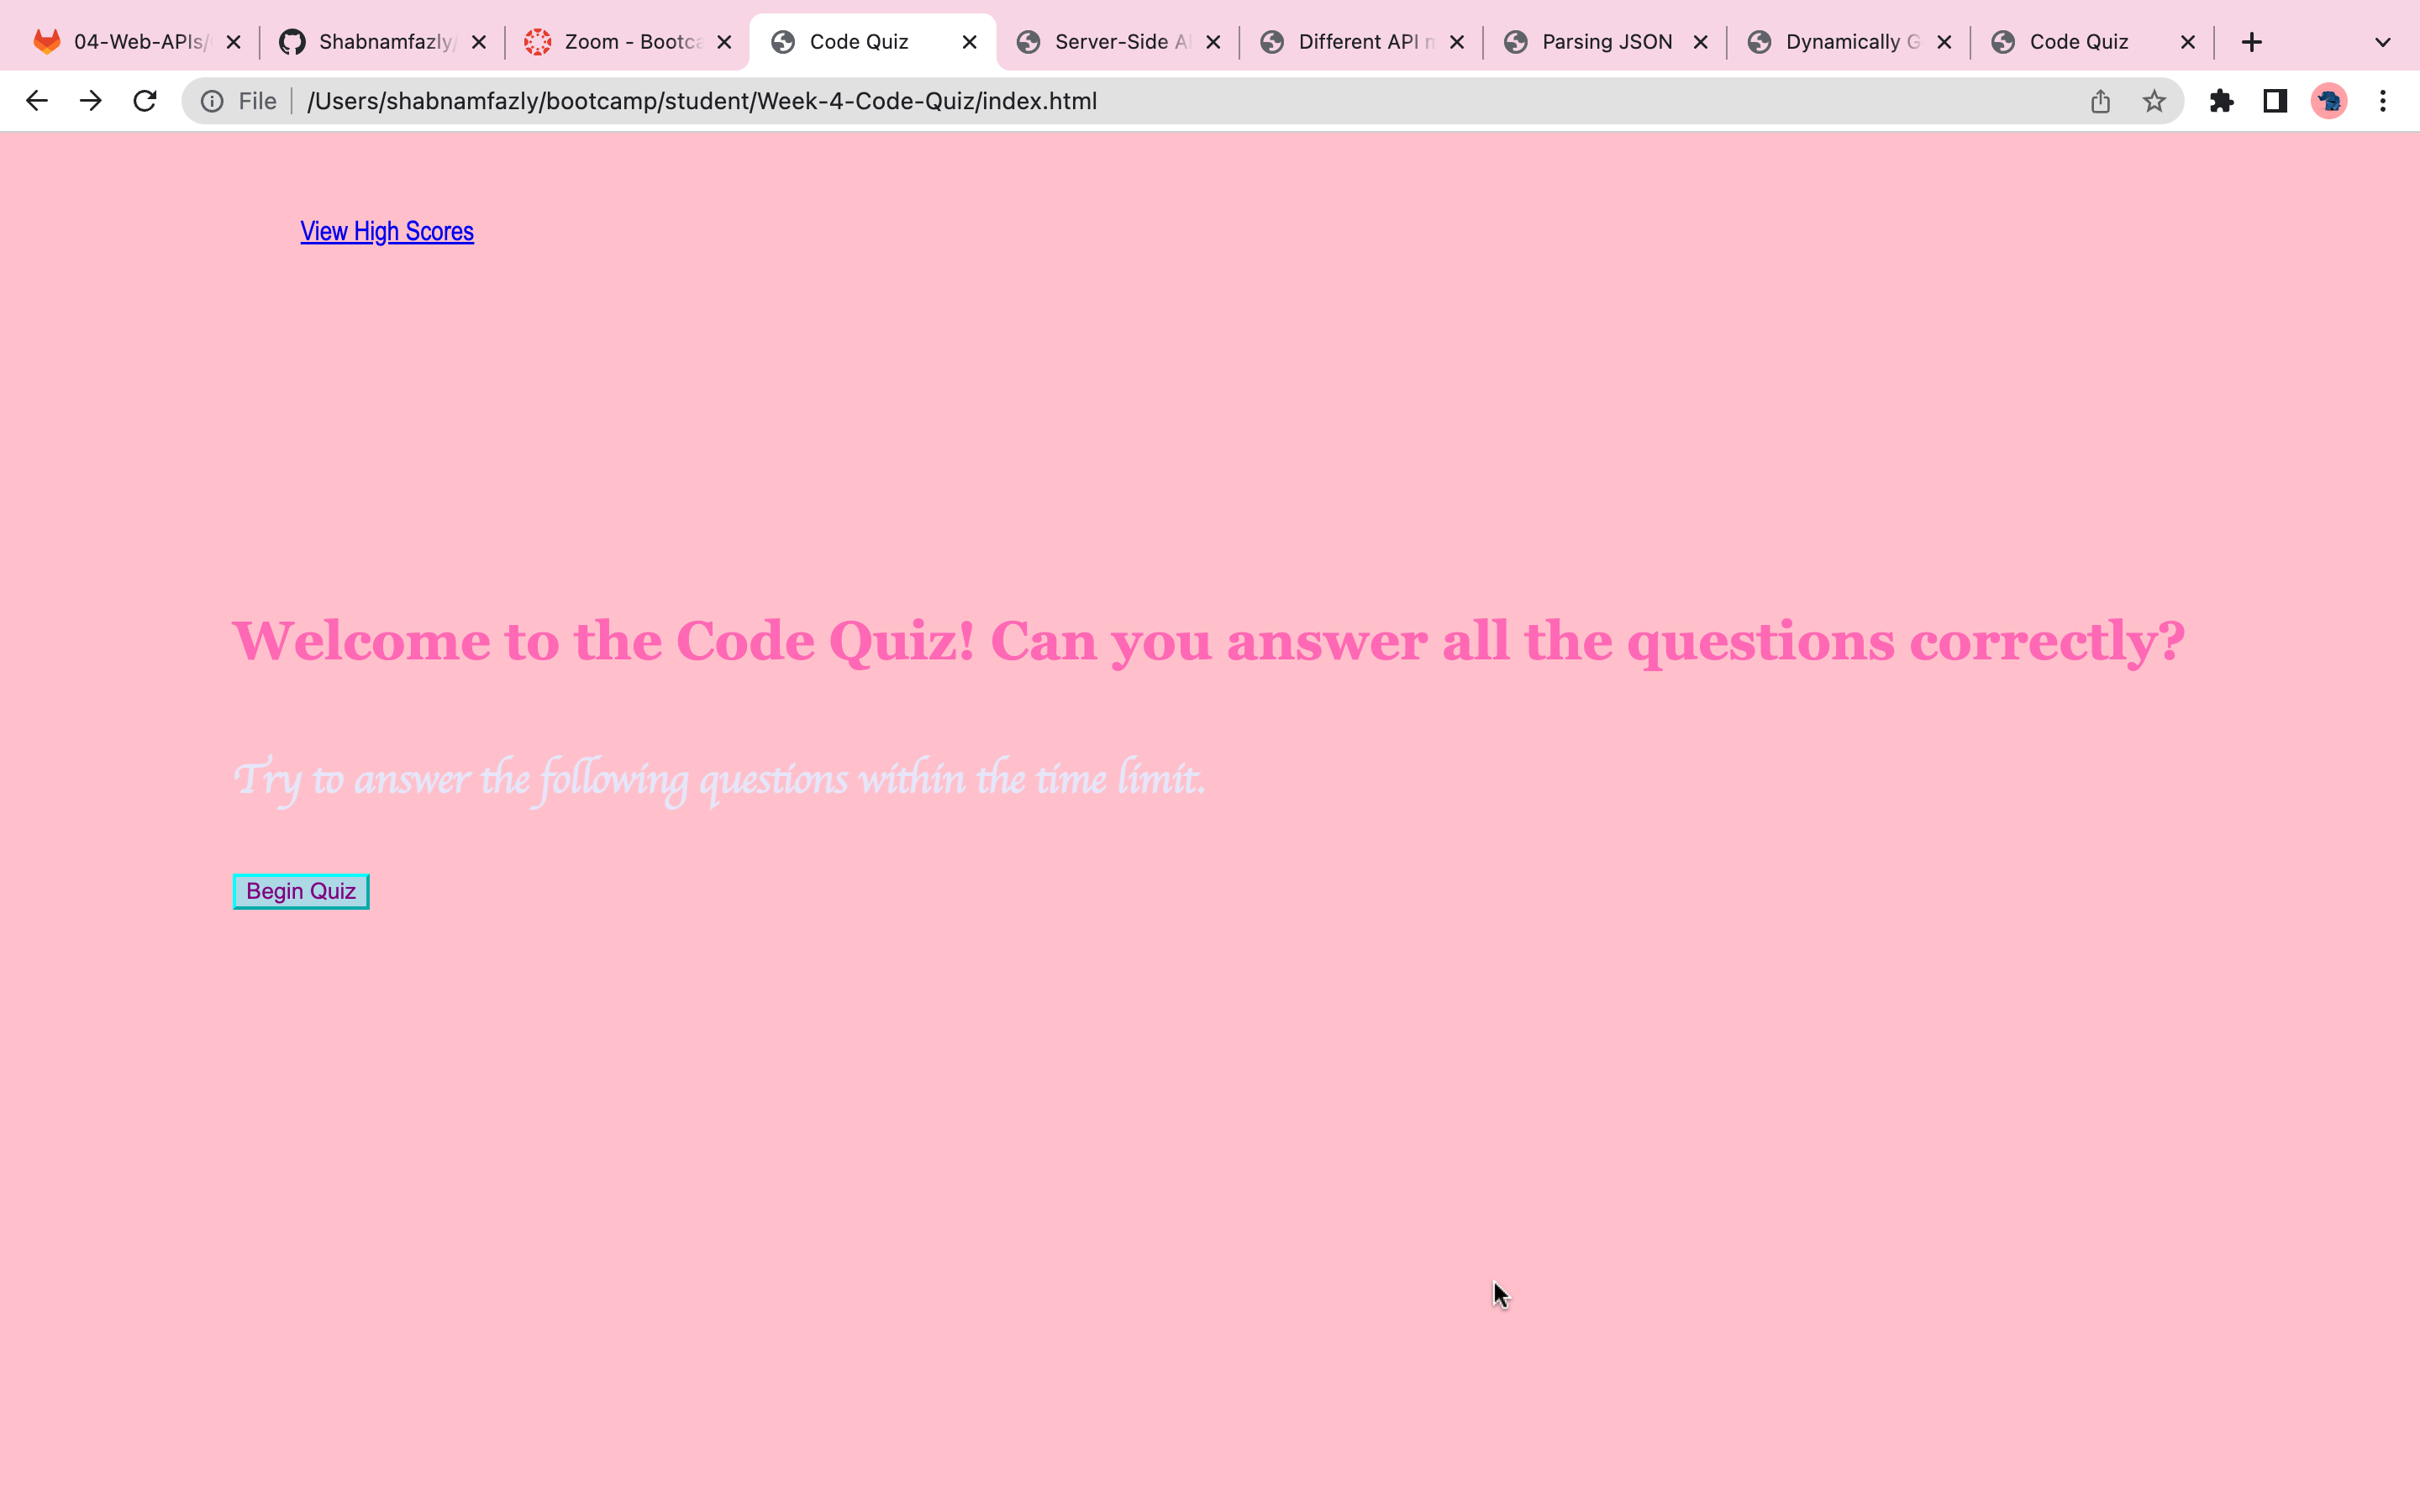 04-Web-APIs/ Shabnamfazly/ Zoom - Bootca Code Quiz Server-Side A Different API Parsing JSON Dynamically G Code Quiz
File /Users/shabnamfazly/bootcamp/student/Week-4-Code-Quiz/index.html
View High Scores
Welcome to the Code Quiz! Can you answer all the questions correctly?
Try to answer the following questions within the time limit.
Begin Quiz